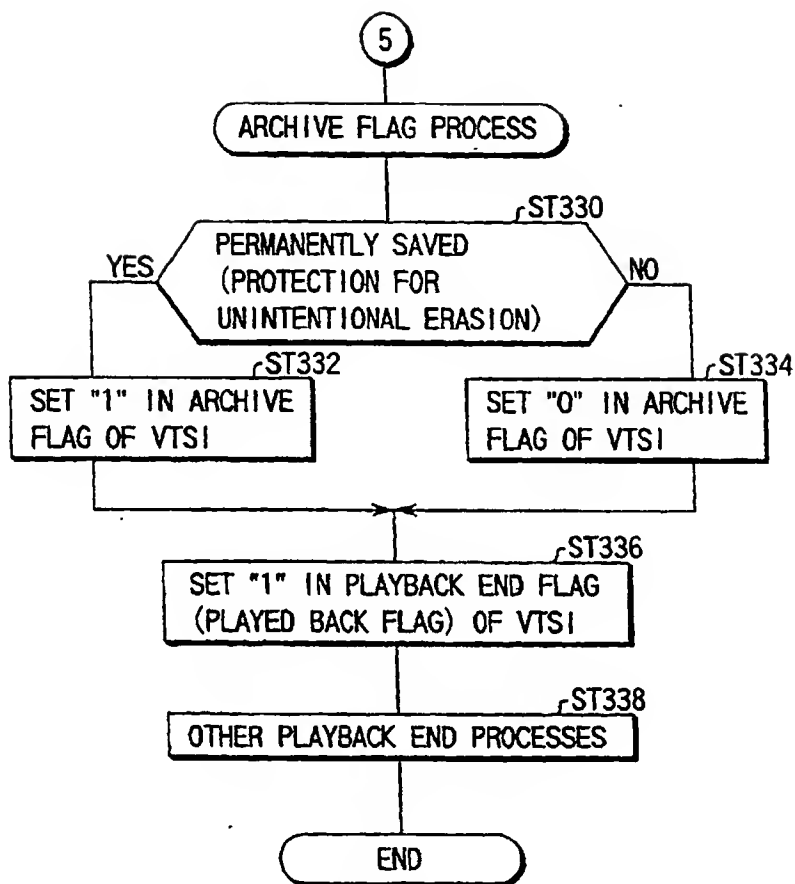 5
ARCHIVE FLAG PROCESS
ST330
PERMANENTLY SAVED
(PROTECTION FOR
UNINTENTIONAL ERASION)
YES
NO
ST332
SET "1" IN ARCHIVE
FLAG OF VTSI
ST334
SET "0" IN ARCHIVE
FLAG OF VTSI
ST336
SET "1" IN PLAYBACK END FLAG
(PLAYED BACK FLAG) OF VTSI
ST338
OTHER PLAYBACK END PROCESSES
END